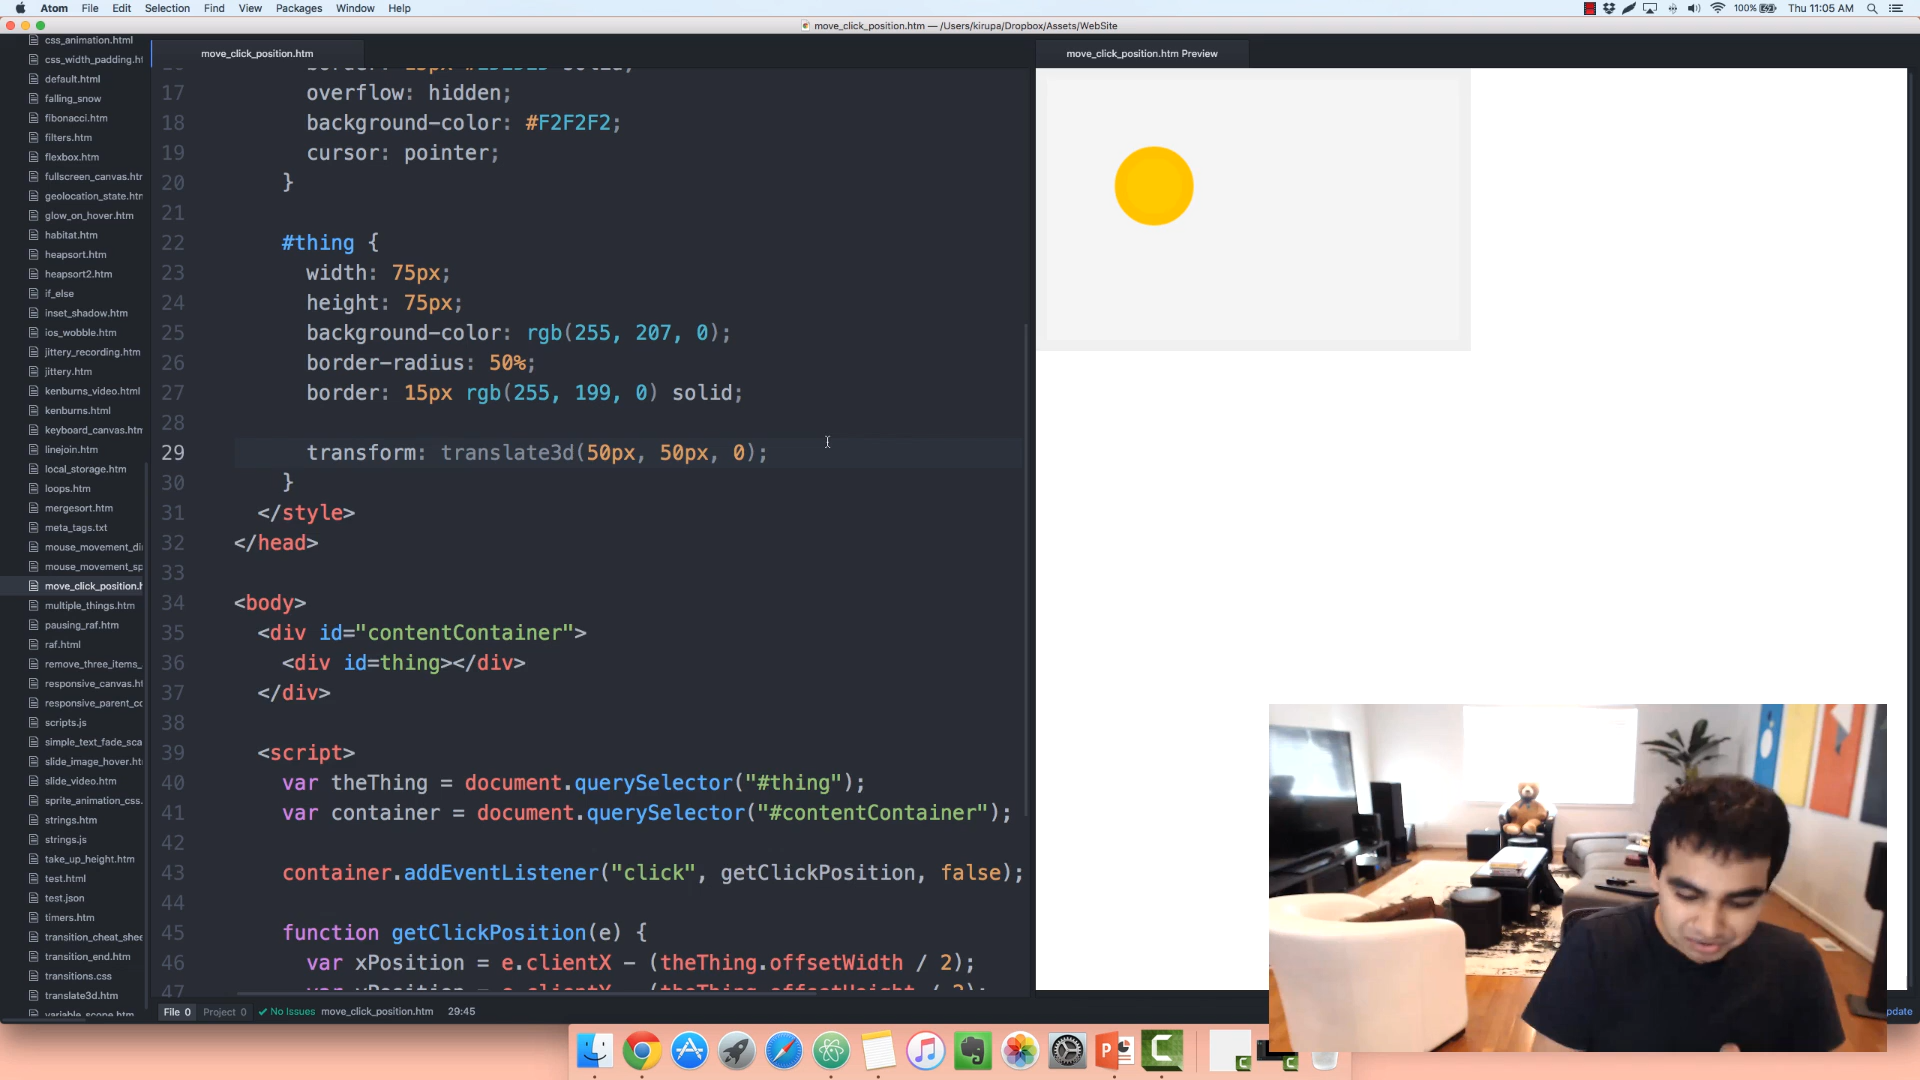 Atom File Edit Selection Find View Packages Window Help
100% Thu 11:05 AM
move_click_position.htm — /Users/kirupa/Dropbox/Assets/WebSite
css_animation.html
css_width_padding.ht
default.html
falling_snow
fibonacci.htm
filters.htm
flexbox.htm
fullscreen_canvas.htm
geolocation_state.htm
glow_on_hover.htm
habitat.htm
heapsort.htm
heapsort2.htm
if_else
inset_shadow.htm
ios_wobble.htm
jittery_recording.htm
jittery.htm
kenburns_video.html
kenburns.html
keyboard_canvas.htm
linejoin.htm
local_storage.htm
loops.htm
mergesort.htm
meta_tags.txt
mouse_movement_di
mouse_movement_sp
move_click_position.h
multiple_things.htm
pausing_raf.htm
raf.html
remove_three_items_
responsive_canvas.ht
responsive_parent_co
scripts.js
simple_text_fade_sca
slide_image_hover.ht
slide_video.htm
sprite_animation_css.
strings.htm
strings.js
take_up_height.htm
test.html
test.json
timers.htm
transition_cheat_shee
transition_end.htm
transitions.css
translate3d.htm
variable_scope.htm
move_click_position.htm
17 overflow: hidden;
18 background-color: #F2F2F2;
19 cursor: pointer;
20 }
21
22 #thing {
23 width: 75px;
24 height: 75px;
25 background-color: rgb(255, 207, 0);
26 border-radius: 50%;
27 border: 15px rgb(255, 199, 0) solid;
28
29 transform: translate3d(50px, 50px, 0);
30 }
31 </style>
32 </head>
33
34 <body>
35 <div id="contentContainer">
36 <div id=thing></div>
37 </div>
38
39 <script>
40 var theThing = document.querySelector("#thing");
41 var container = document.querySelector("#contentContainer");
42
43 container.addEventListener("click", getClickPosition, false);
44
45 function getClickPosition(e) {
46 var xPosition = e.clientX - (theThing.offsetWidth / 2);
47
move_click_position.htm Preview
File 0 Project 0 No Issues move_click_position.htm 29:45
pdate